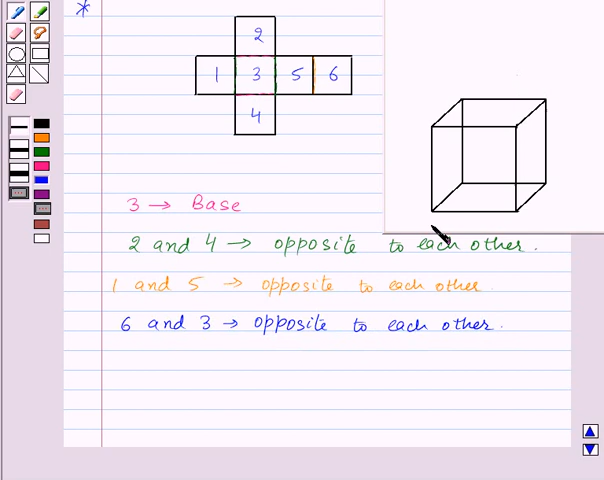 *
2
1 3 5 6
4
3 → Base
2 and 4 → opposite to each other.
1 and 5 → opposite to each other.
6 and 3 → opposite to each other.